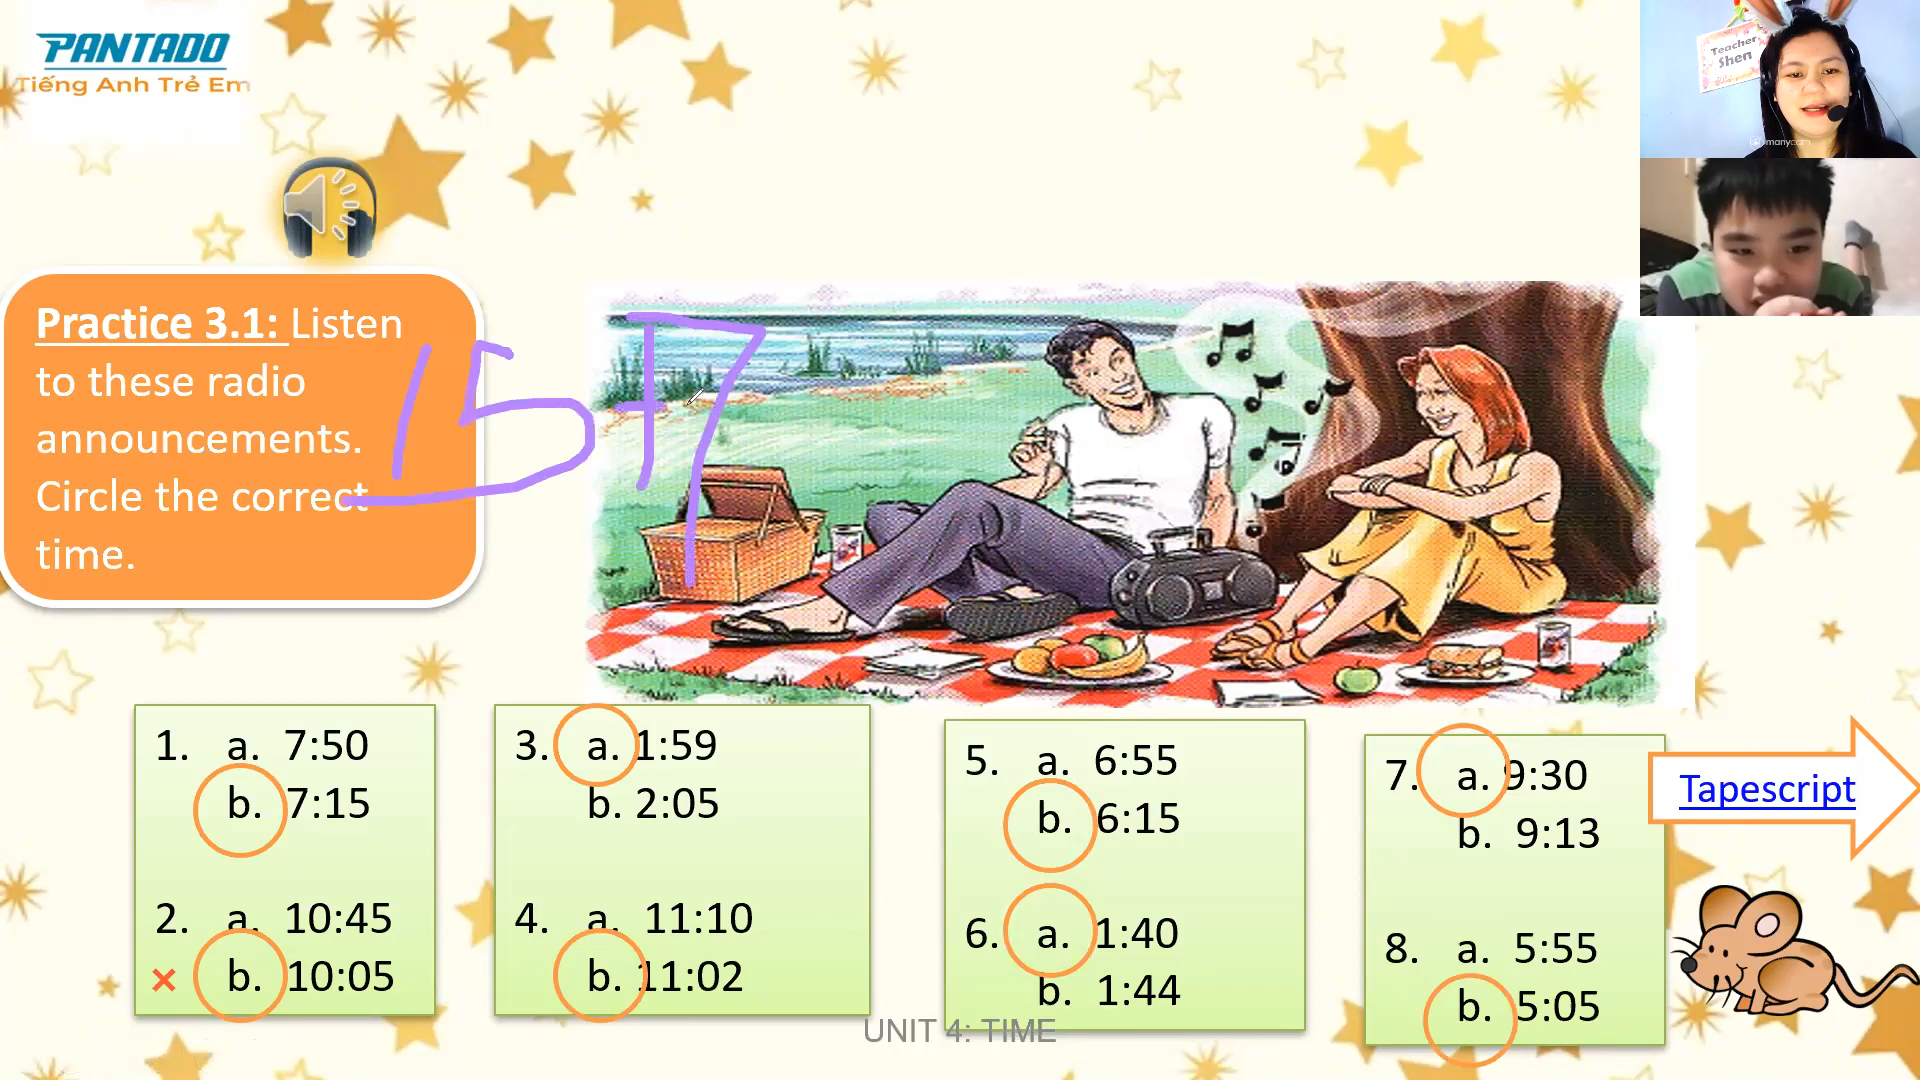 PANTADO
Tiếng Anh Trẻ Em
Teacher
Shen
manycam
Practice 3.1: Listen
to these radio
announcements.
Circle the correct
time.
15 +7
1. a. 7:50
b. 7:15
2. a. 10:45
× b. 10:05
3. a. 1:59
b. 2:05
4. a. 11:10
b. 11:02
5. a. 6:55
b. 6:15
6. a. 1:40
b. 1:44
7. a. 9:30
b. 9:13
8. a. 5:55
b. 5:05
Tapescript
UNIT 4: TIME